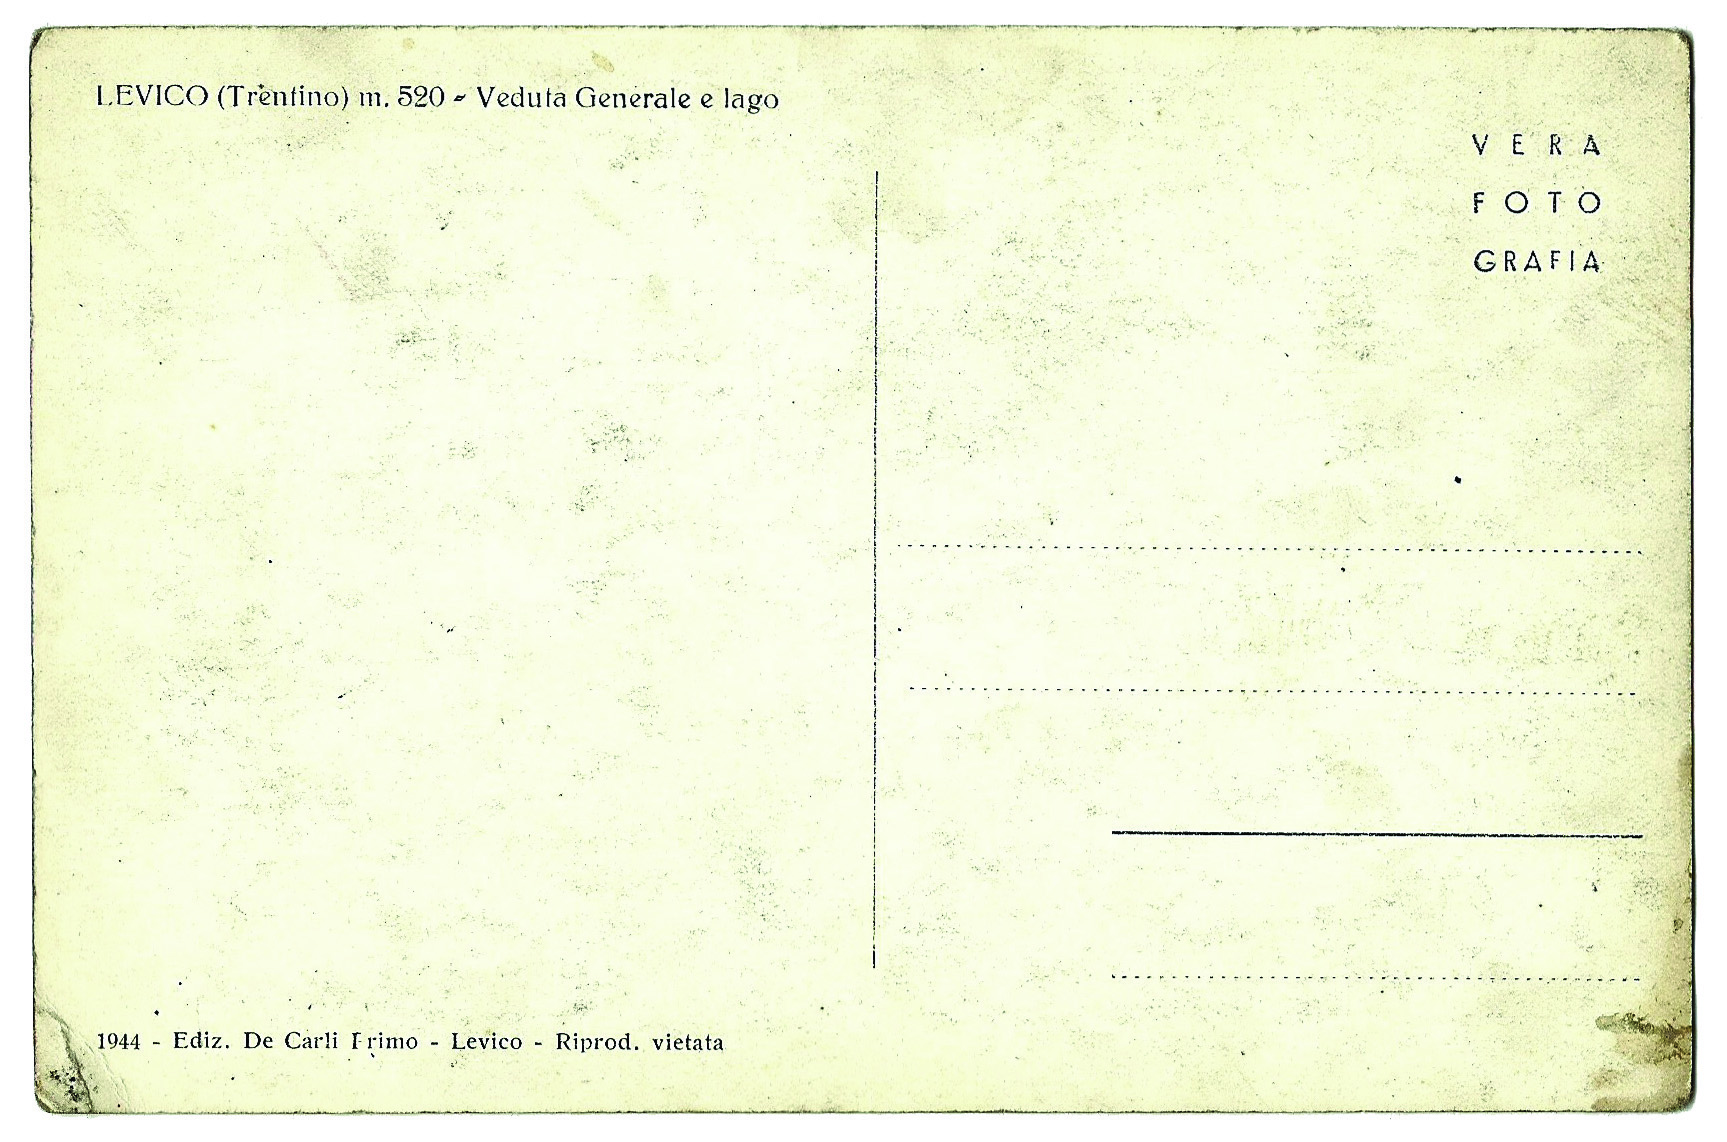 LEVICO (Trentino) m. 520 - Veduta Generale e lago
VERA
FOTO
GRAFIA
1944 - Ediz. De Carli Primo - Levico - Riprod. vietata